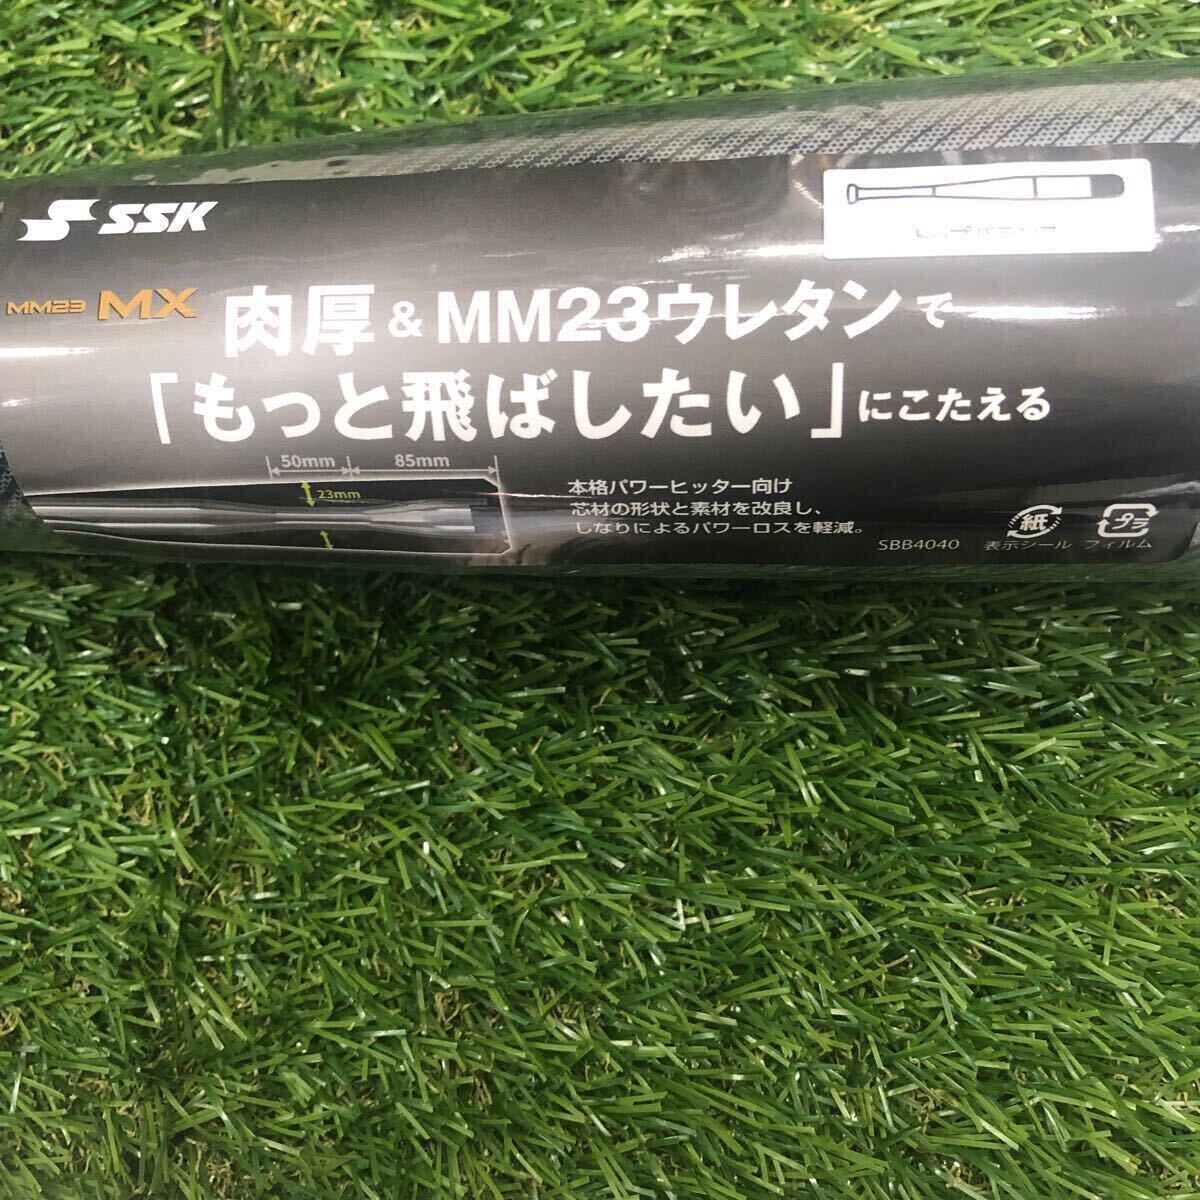 SSK
MM23 MX
肉厚&MM23ウレタンで
「もっと飛ばしたい」にこたえる
50mm 85mm
23mm
本格パワーヒッター向け
芯材の形状と素材を改良し、
しなりによるパワーロスを軽減。
SBB4040
紙
表示シール
プラ
フィルム